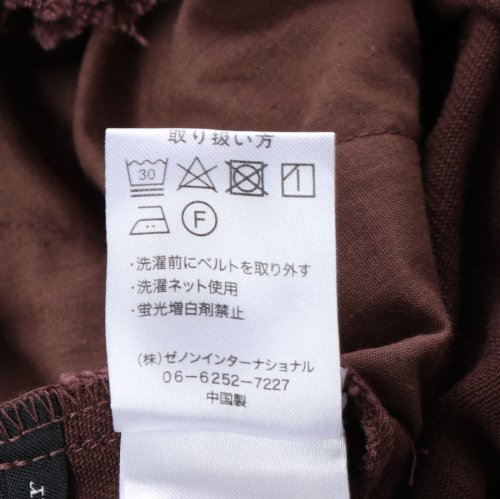 取り扱い方
30
F
・洗濯前にベルトを取り外す
・洗濯ネット使用
・蛍光増白剤禁止
(株)ゼノンインターナショナル
06-6252-7227
中国製